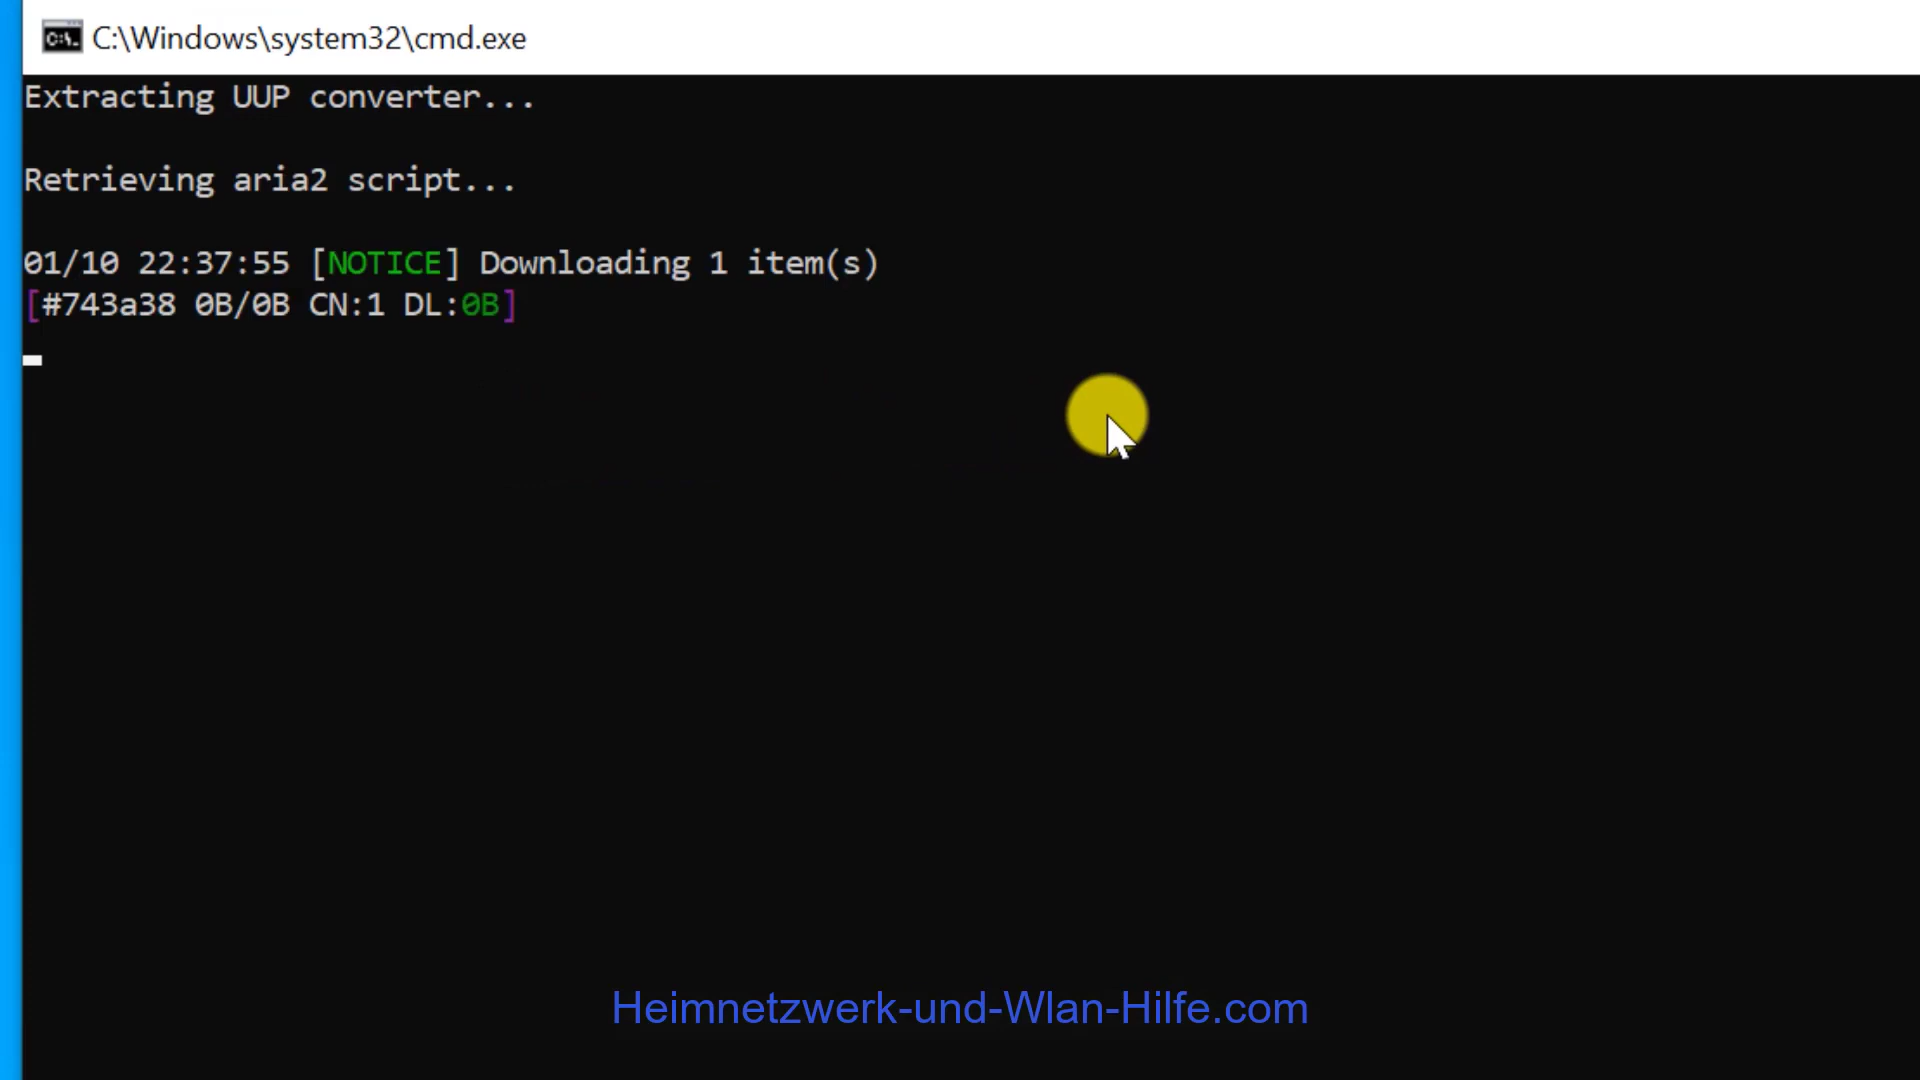 C:\Windows\system32\cmd.exe
Extracting UUP converter...
Retrieving aria2 script...
01/10 22:37:55 [NOTICE] Downloading 1 item(s)
[#743a38 0B/0B CN:1 DL:0B]
Heimnetzwerk-und-Wlan-Hilfe.com